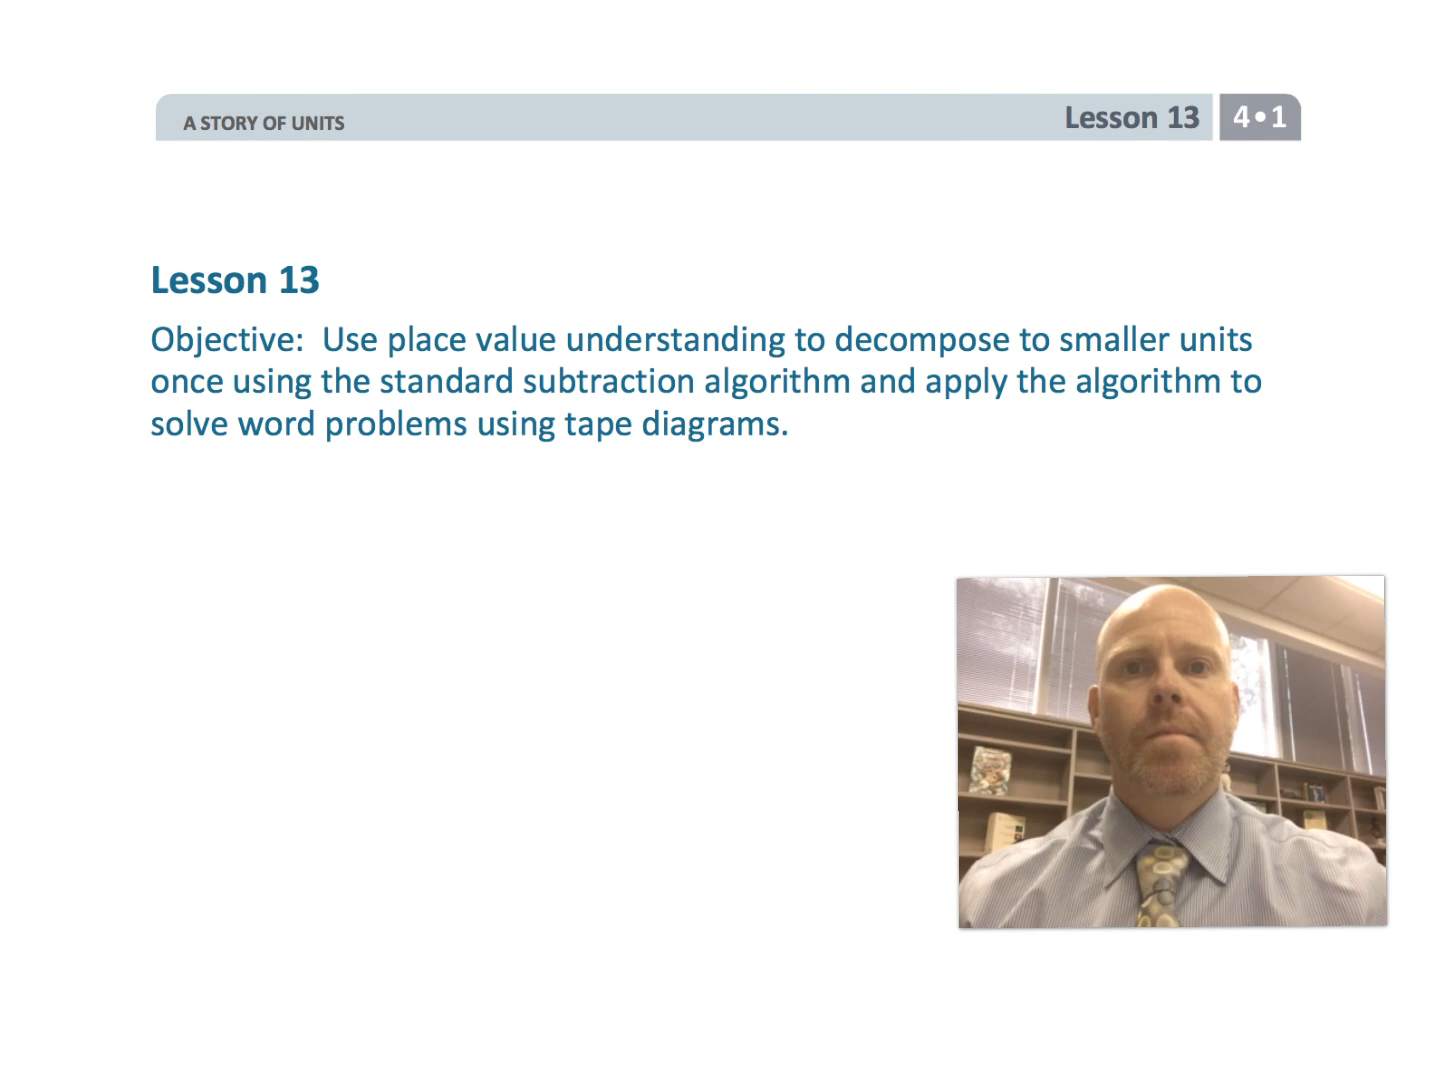 A STORY OF UNITS
Lesson 13
4•1
Lesson 13
Objective:  Use place value understanding to decompose to smaller units
once using the standard subtraction algorithm and apply the algorithm to
solve word problems using tape diagrams.